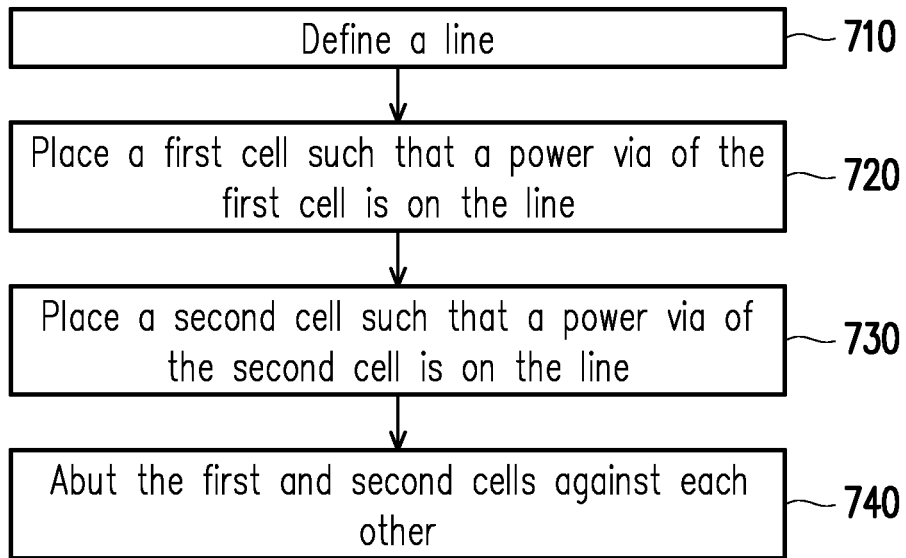 Define a line
710
Place a first cell such that a power via of the
first cell is on the line
720
Place a second cell such that a power via of
the second cell is on the line
730
Abut the first and second cells against each
other
740